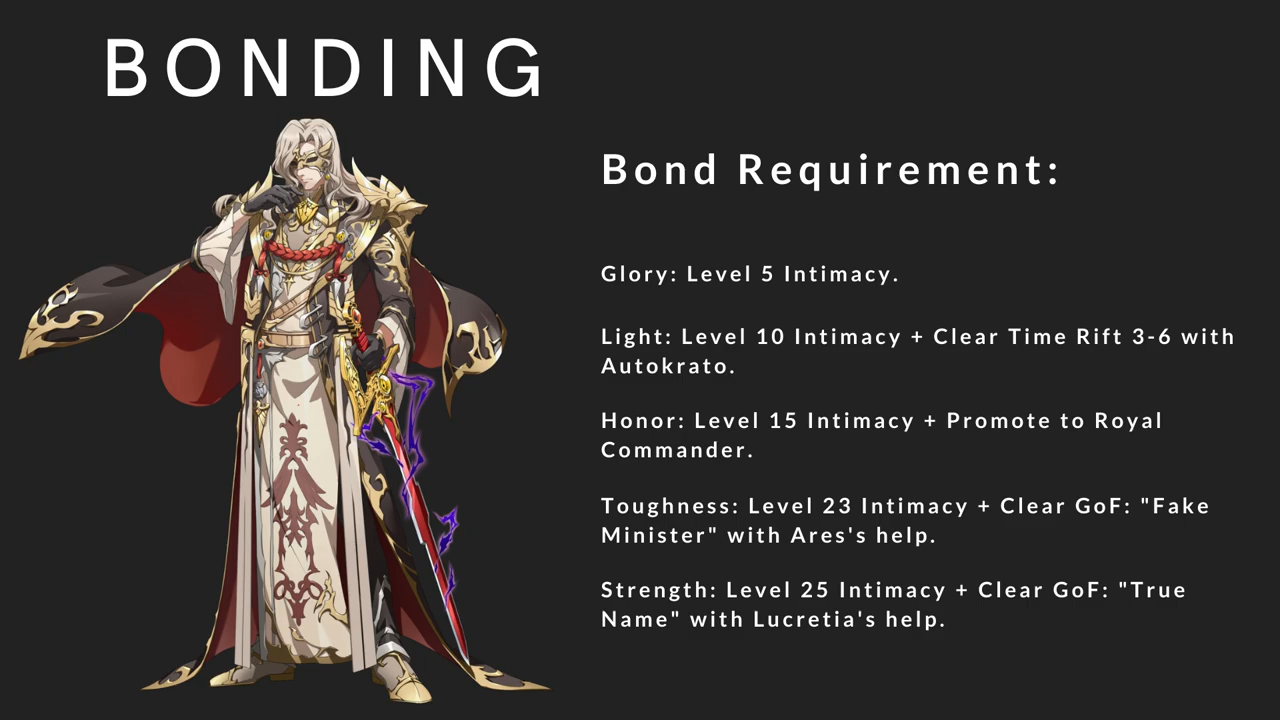 BONDING
Bond Requirement:
Glory: Level 5 Intimacy.
Light: Level 10 Intimacy + Clear Time Rift 3-6 with
Autokrato.
Honor: Level 15 Intimacy + Promote to Royal
Commander.
Toughness: Level 23 Intimacy + Clear GoF: "Fake
Minister" with Ares's help.
Strength: Level 25 Intimacy + Clear GoF: "True
Name" with Lucretia's help.